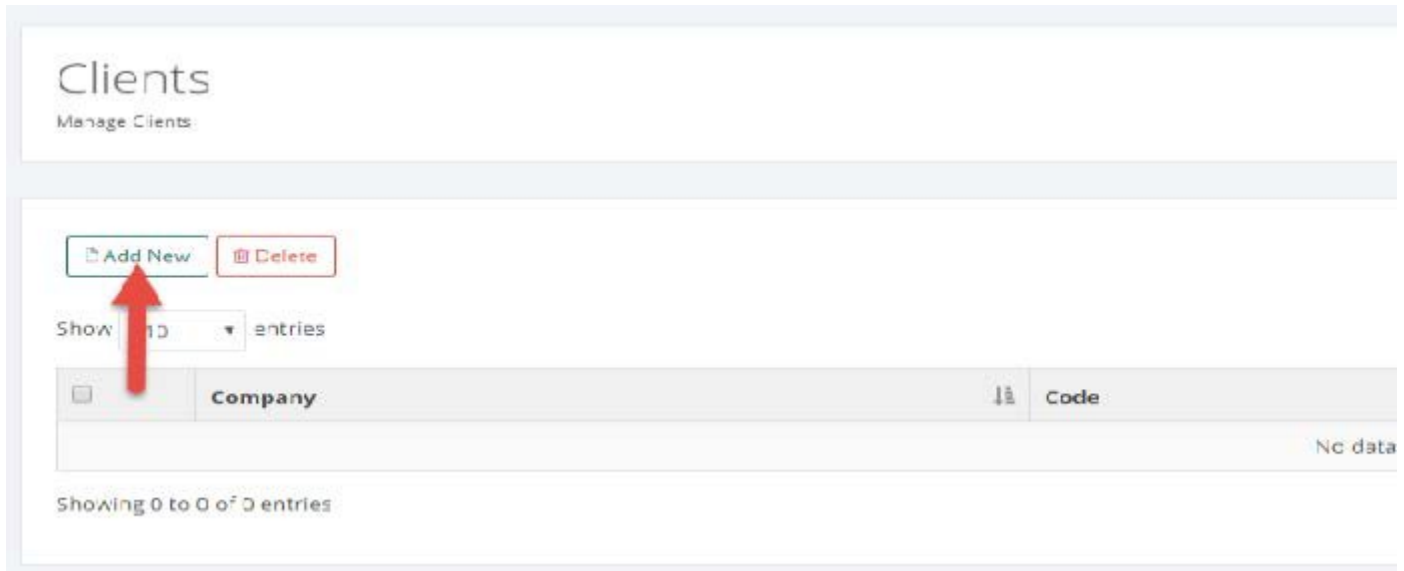 Clients
Manage Clients
Add New Delete
Show 10 entries
Company Code
No data
Showing 0 to 0 of 0 entries